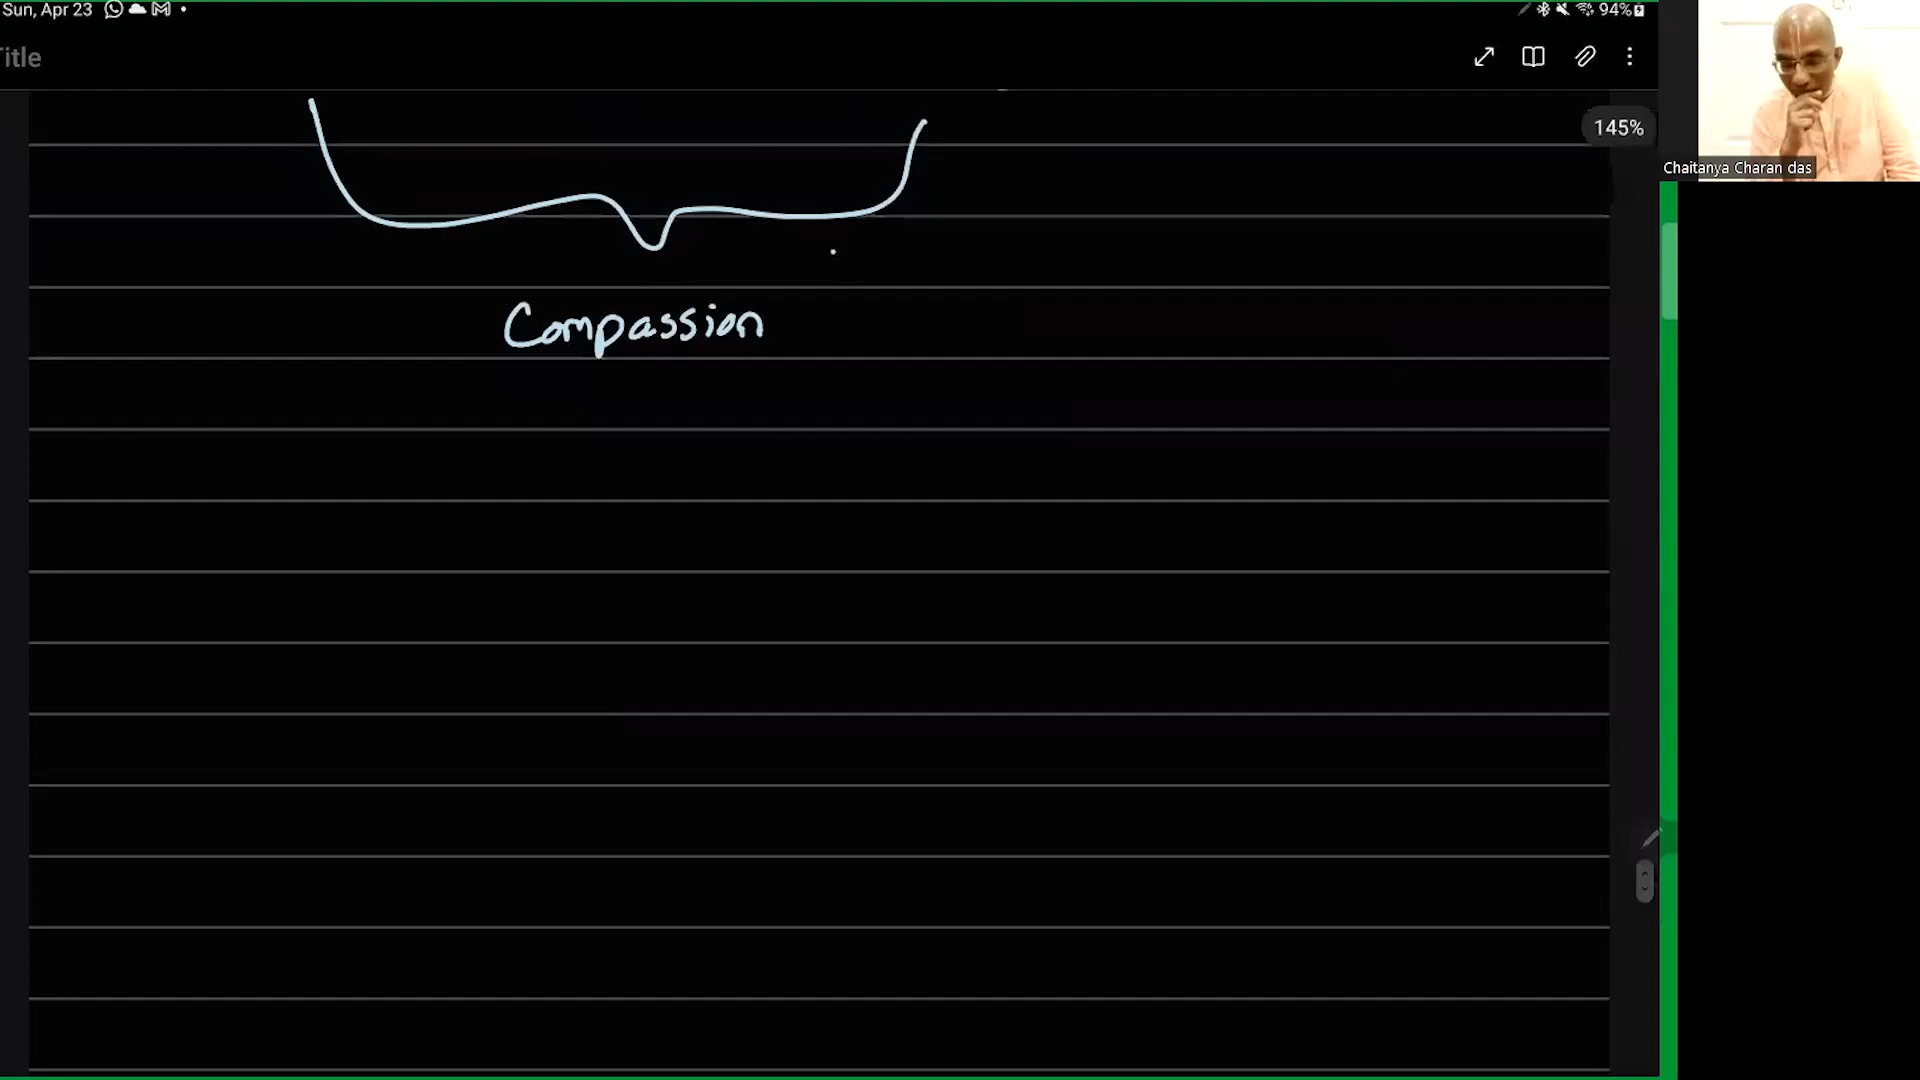 Sun, Apr 23
94%
Title
145%
Chaitanya Charan das
Compassion